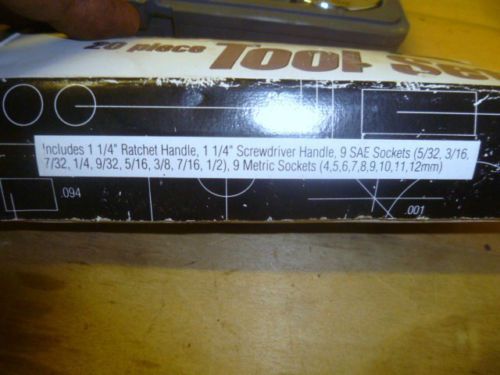 20 piece Tool Se
Includes 1 1/4" Ratchet Handle, 1 1/4" Screwdriver Handle, 9 SAE Sockets (5/32, 3/16,
7/32, 1/4, 9/32, 5/16, 3/8, 7/16, 1/2), 9 Metric Sockets (4,5,6,7,8,9,10,11,12mm)
.094
.001